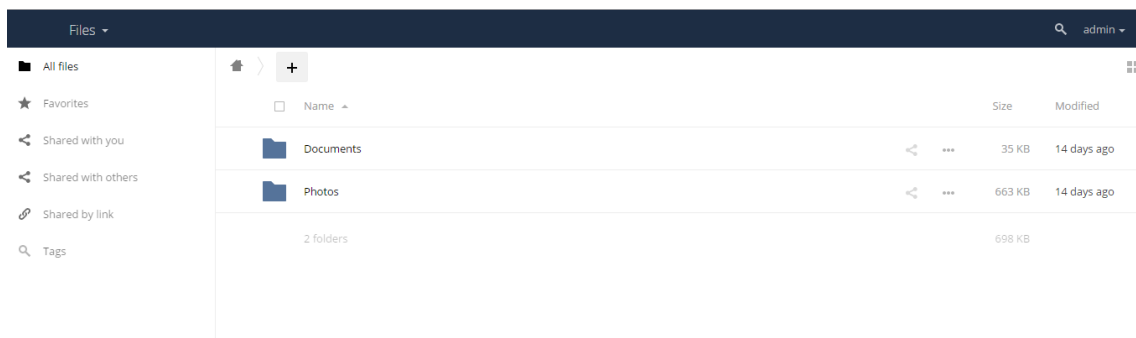 Files
admin
All files
Favorites
Shared with you
Shared with others
Shared by link
Tags
+
Name Size Modified
Documents 35 KB 14 days ago
Photos 663 KB 14 days ago
2 folders 698 KB